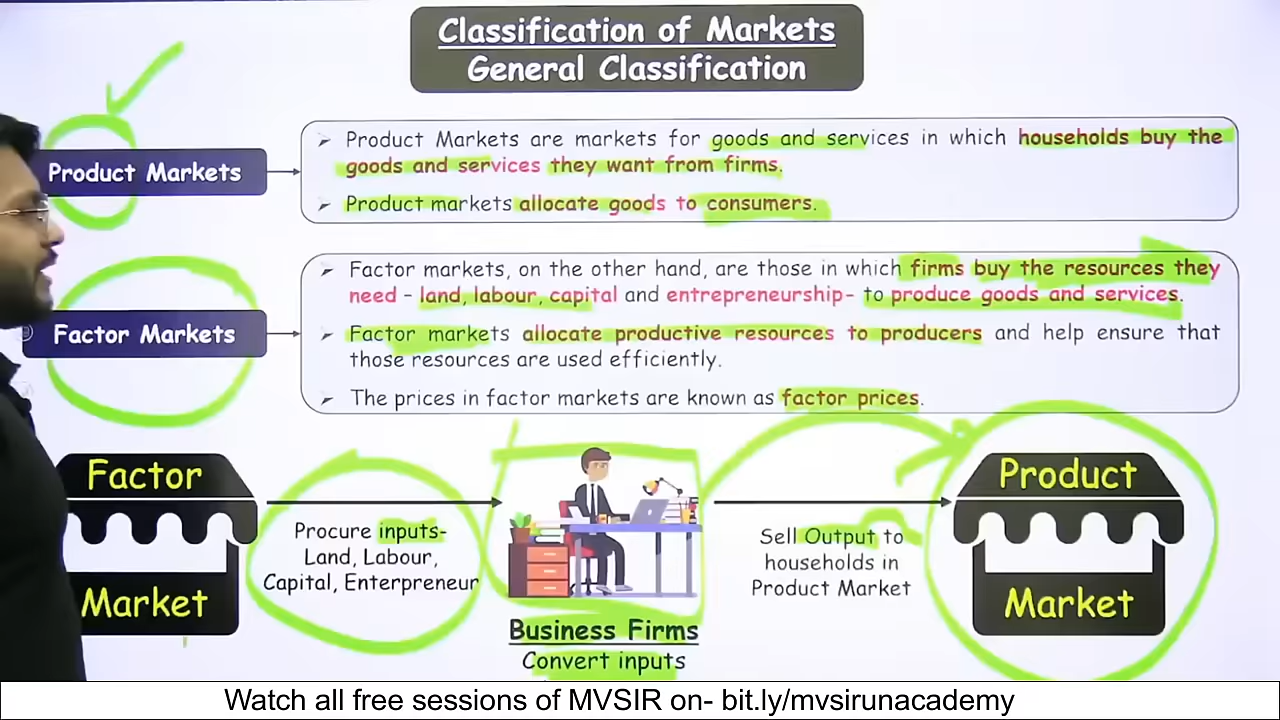 Classification of Markets
General Classification
Product Markets
Product Markets are markets for goods and services in which households buy the
goods and services they want from firms.
Product markets allocate goods to consumers.
Factor Markets
Factor markets, on the other hand, are those in which firms buy the resources they
need - land, labour, capital and entrepreneurship- to produce goods and services.
Factor markets allocate productive resources to producers and help ensure that
those resources are used efficiently.
The prices in factor markets are known as factor prices.
Factor
Market
Procure inputs-
Land, Labour,
Capital, Enterpreneur
Business Firms
Convert inputs
Sell Output to
households in
Product Market
Product
Market
Watch all free sessions of MVSIR on- bit.ly/mvsirunacademy